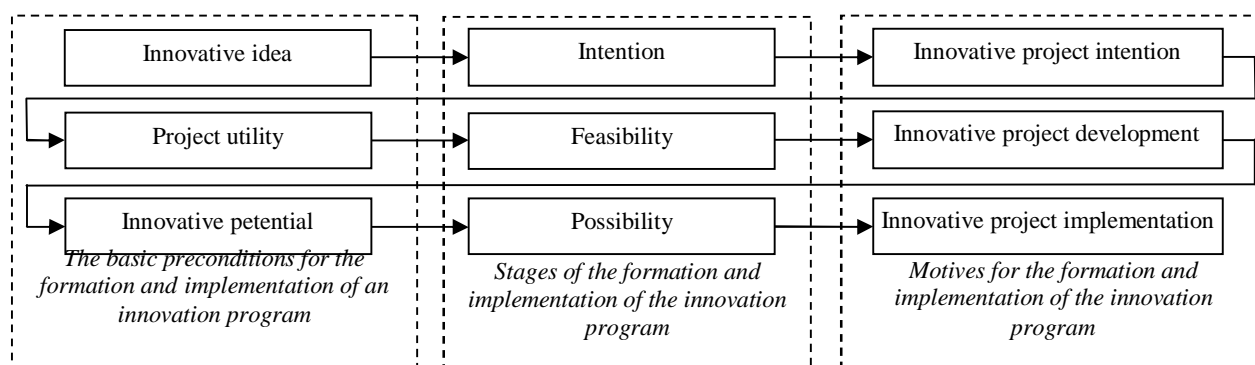 Innovative idea
Intention
Innovative project intention
Project utility
Feasibility
Innovative project development
Innovative petential
Possibility
Innovative project implementation
The basic preconditions for the
formation and implementation of an
innovation program
Stages of the formation and
implementation of the innovation
program
Motives for the formation and
implementation of the innovation
program